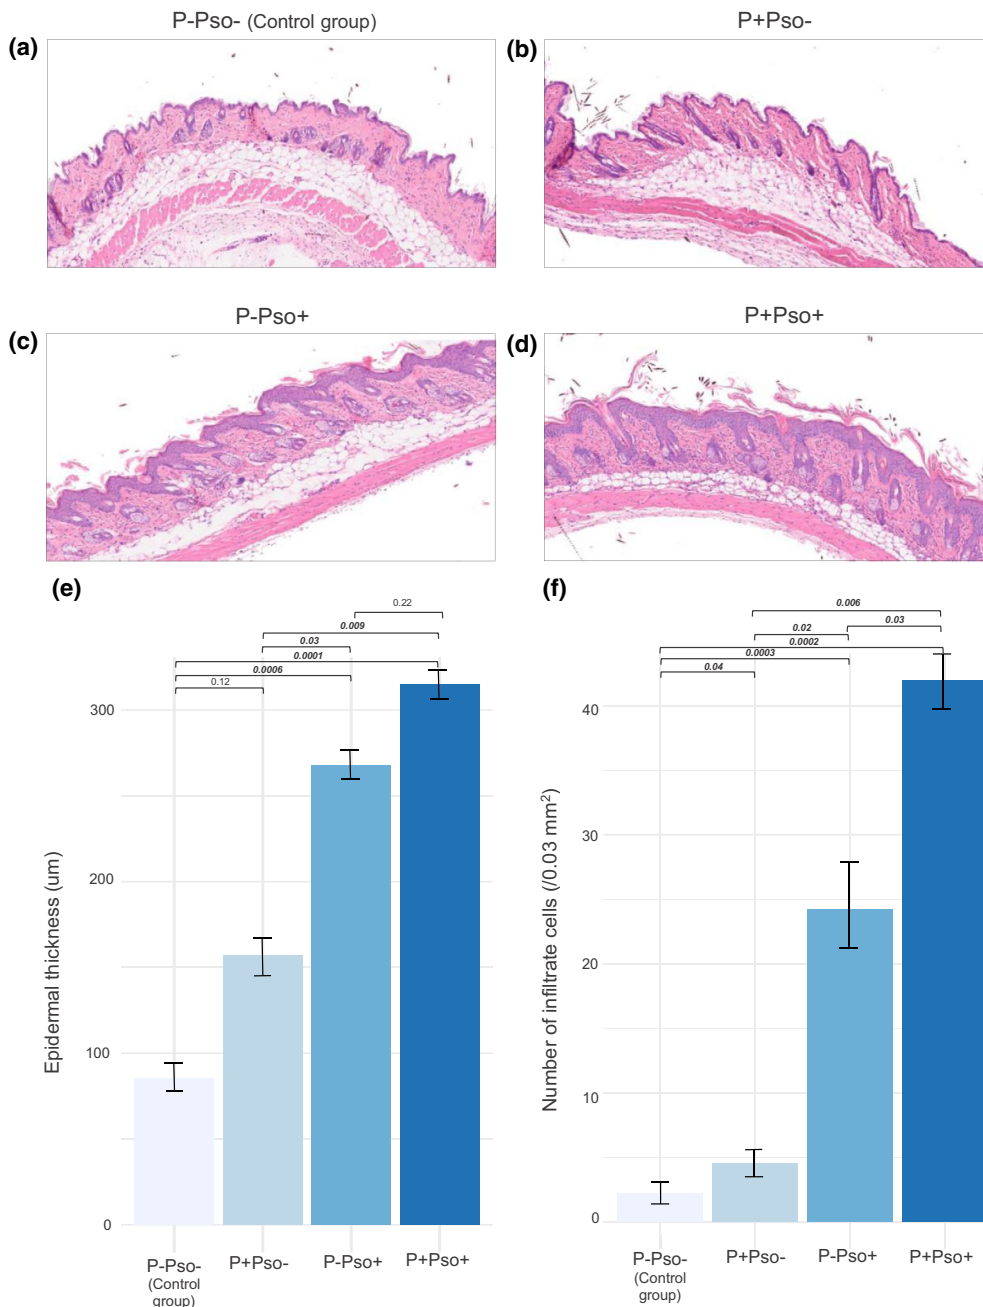 P-Pso- (Control group)
P+Pso-
(a)
(b)
P-Pso+
P+Pso+
(c)
(d)
(e)
0.22
0.009
0.03
0.0001
0.0006
0.12
300
200
100
0
Epidermal thickness (um)
P-Pso-
(Control
group)
P+Pso-
P-Pso+
P+Pso+
(f)
0.006
0.02
0.03
0.0002
0.0003
0.04
40
30
20
10
0
Number of infiltrate cells (/0.03 mm²)
P-Pso-
(Control
group)
P+Pso-
P-Pso+
P+Pso+